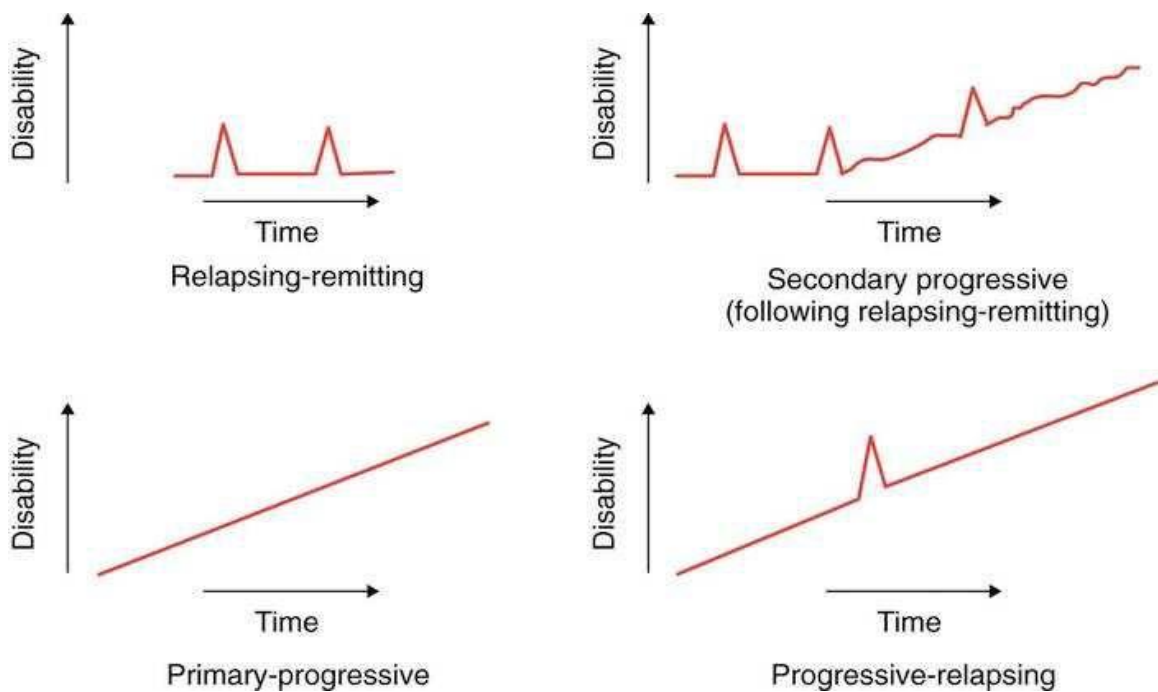 Disability
Time
Relapsing-remitting
Disability
Time
Secondary progressive
(following relapsing-remitting)
Disability
Time
Primary-progressive
Disability
Time
Progressive-relapsing